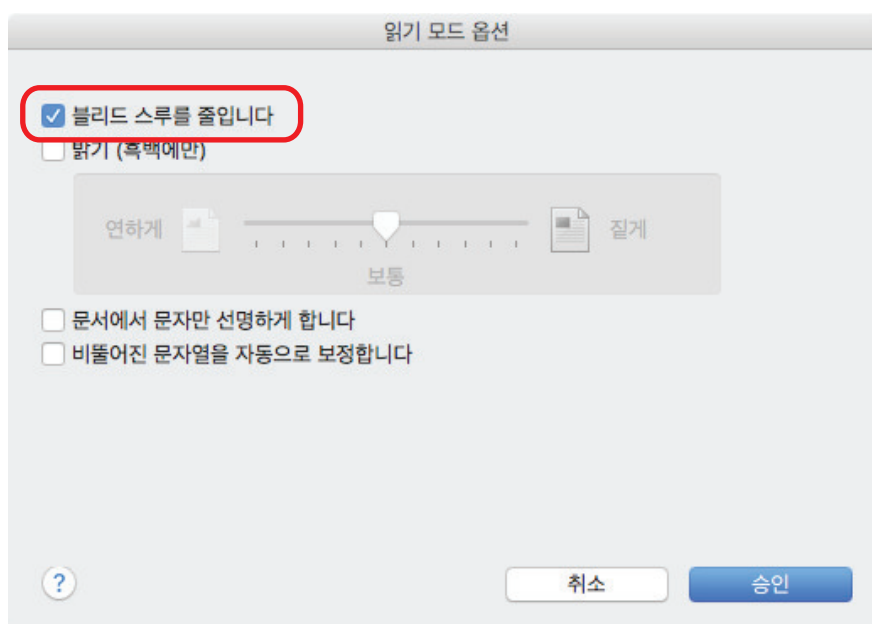 읽기 모드 옵션
블리드 스루를 줄입니다
밝기 (흑백에만)
연하게
짙게
보통
문서에서 문자만 선명하게 합니다
비뚤어진 문자열을 자동으로 보정합니다
?
취소
승인